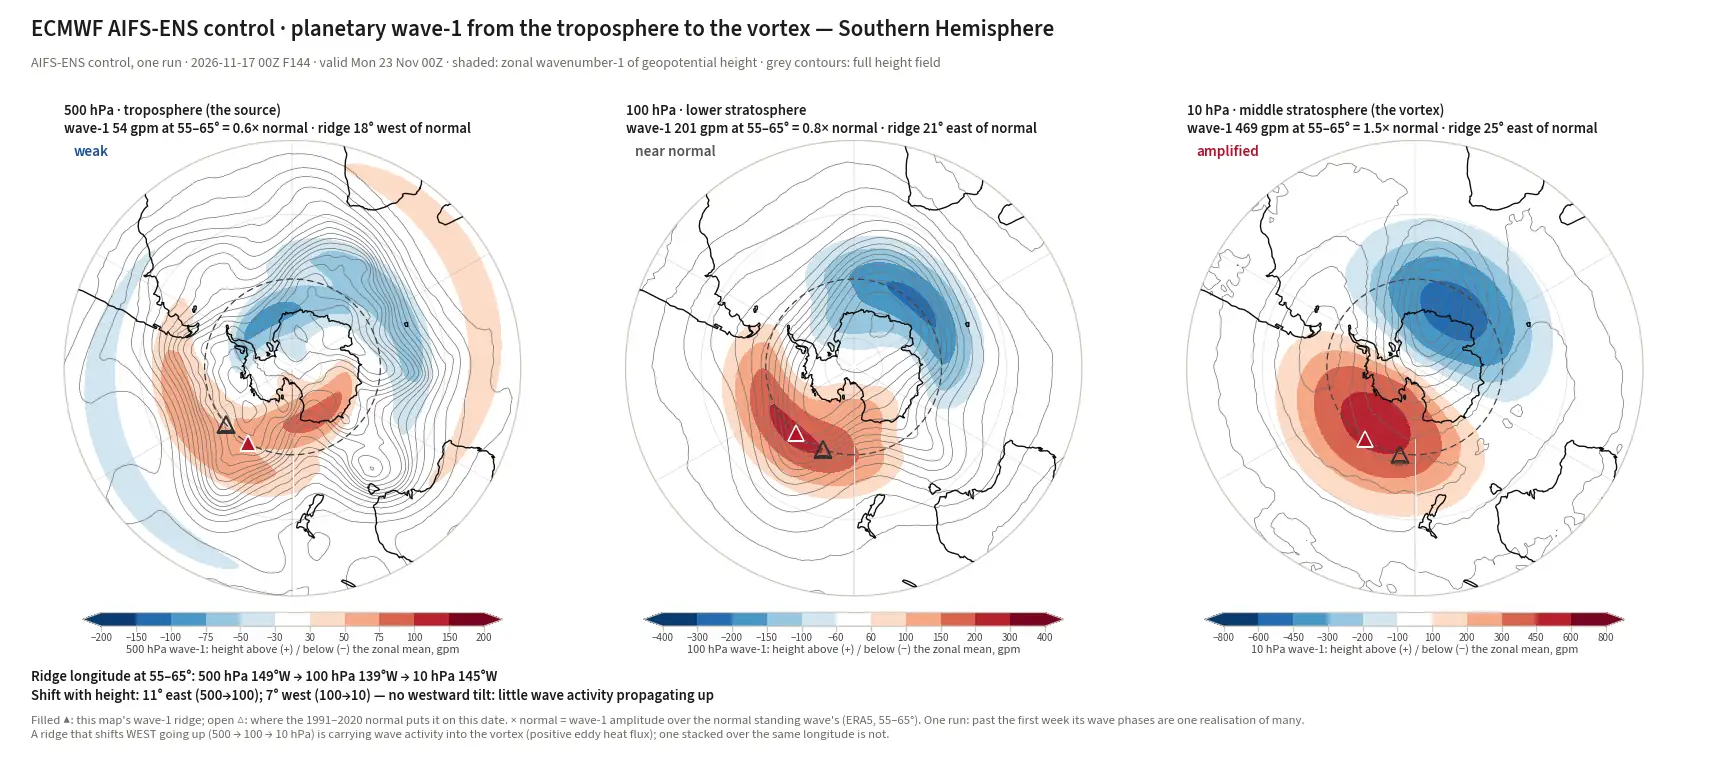 ECMWF AIFS-ENS control · planetary wave-1 from the troposphere to the vortex — Southern Hemisphere
AIFS-ENS control, one run · 2026-11-17 00Z F144 · valid Mon 23 Nov 00Z · shaded: zonal wavenumber-1 of geopotential height · grey contours: full height field
500 hPa · troposphere (the source)
wave-1 54 gpm at 55–65° = 0.6× normal · ridge 18° west of normal
weak
100 hPa · lower stratosphere
wave-1 201 gpm at 55–65° = 0.8× normal · ridge 21° east of normal
near normal
10 hPa · middle stratosphere (the vortex)
wave-1 469 gpm at 55–65° = 1.5× normal · ridge 25° east of normal
amplified
−200 −150 −100 −75 −50 −30 30 50 75 100 150 200
500 hPa wave-1: height above (+) / below (−) the zonal mean, gpm
−400 −300 −200 −150 −100 −60 60 100 150 200 300 400
100 hPa wave-1: height above (+) / below (−) the zonal mean, gpm
−800 −600 −450 −300 −200 −100 100 200 300 450 600 800
10 hPa wave-1: height above (+) / below (−) the zonal mean, gpm
Ridge longitude at 55–65°: 500 hPa 149°W → 100 hPa 139°W → 10 hPa 145°W
Shift with height: 11° east (500→100); 7° west (100→10) — no westward tilt: little wave activity propagating up
Filled ▲: this map's wave-1 ridge; open △: where the 1991–2020 normal puts it on this date. × normal = wave-1 amplitude over the normal standing wave's (ERA5, 55–65°). One run: past the first week its wave phases are one realisation of many.
A ridge that shifts WEST going up (500 → 100 → 10 hPa) is carrying wave activity into the vortex (positive eddy heat flux); one stacked over the same longitude is not.